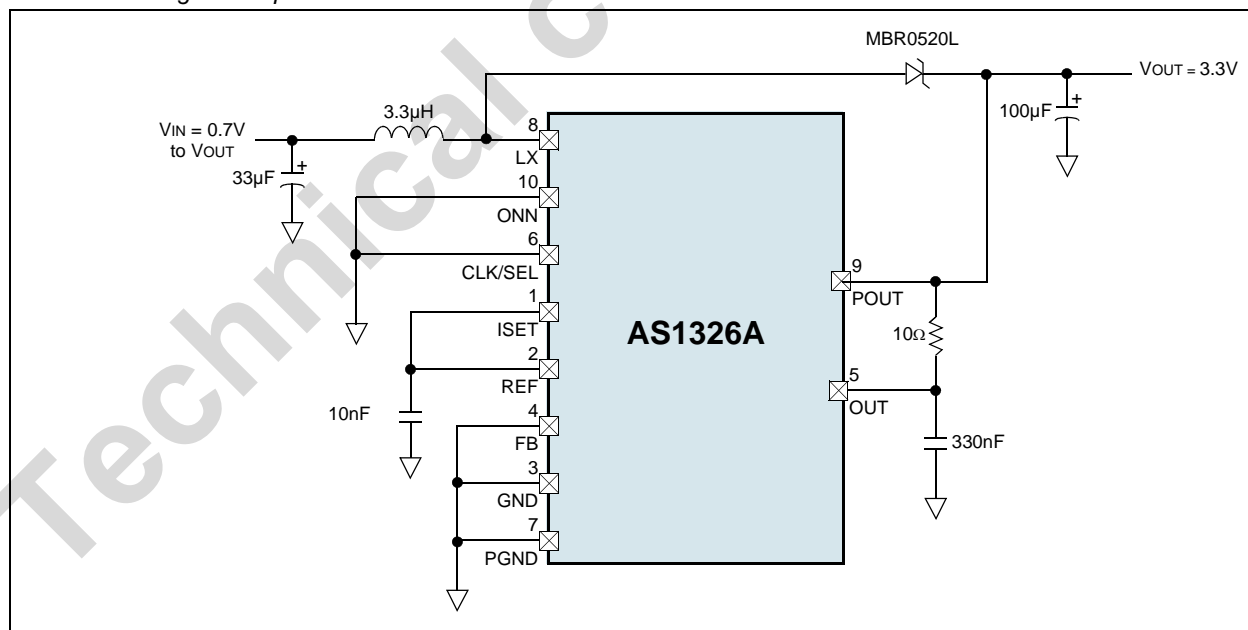 MBR0520L
VOUT = 3.3V
3.3µH
100µF
+
VIN = 0.7V
to VOUT
8
LX
33µF
+
10
ONN
6
CLK/SEL
9
POUT
1
ISET
AS1326A
10Ω
2
REF
5
OUT
10nF
4
FB
330nF
3
GND
7
PGND
Technical c